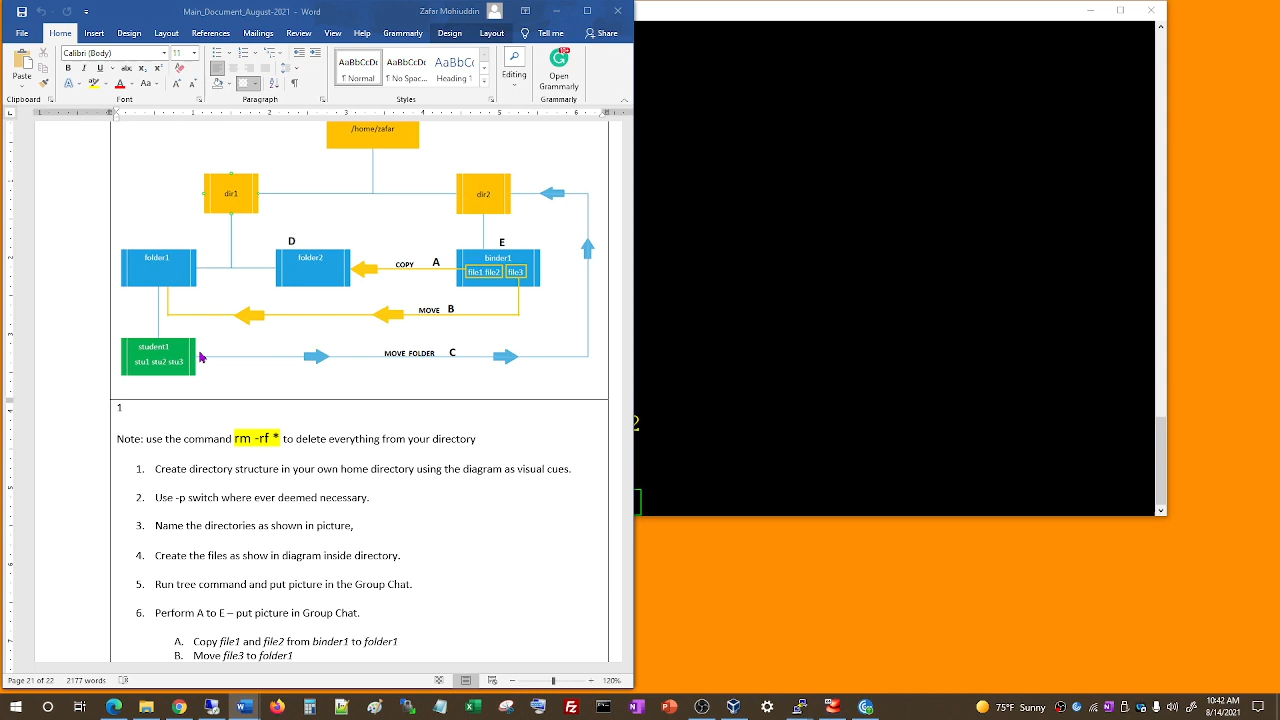 Main_Document_August-2021 - Word
Zafar Mohiuddin
File Home Insert Draw Design Layout References Mailings Review View Help Grammarly Design Layout Tell me Share
Calibri (Body) 11
Paste
B I U abc X₂ X²
A ab A Aa A A
AaBbCcDc AaBbCcDc AaBbCc
¶ Normal ¶ No Spac... Heading 1
Editing
Open Grammarly
10+
Clipboard Font Paragraph Styles Grammarly
/home/zafar
dir1 dir2
D E
folder1 folder2 COPY A binder1
file1 file2 file3
MOVE B
student1
stu1 stu2 stu3
MOVE FOLDER C
2
1
Note: use the command rm -rf * to delete everything from your directory
1. Create directory structure in your own home directory using the diagram as visual cues.
2. Use -p switch where ever deemed necessary.
3. Name the directories as shown in picture,
4. Create the files as show in diagram inside directory.
5. Run tree command and put picture in the Group Chat.
6. Perform A to E – put picture in Group Chat.
A. Copy file1 and file2 from binder1 to folder1
B. Move file3 to folder1
Page 21 of 22 2177 words
120%
75°F Sunny
10:42 AM
8/14/2021